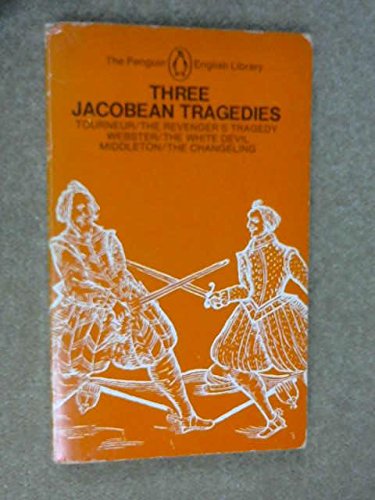 The Penguin English Library
THREE
JACOBEAN TRAGEDIES
TOURNEUR/THE REVENGER'S TRAGEDY
WEBSTER/THE WHITE DEVIL
MIDDLETON/THE CHANGELING